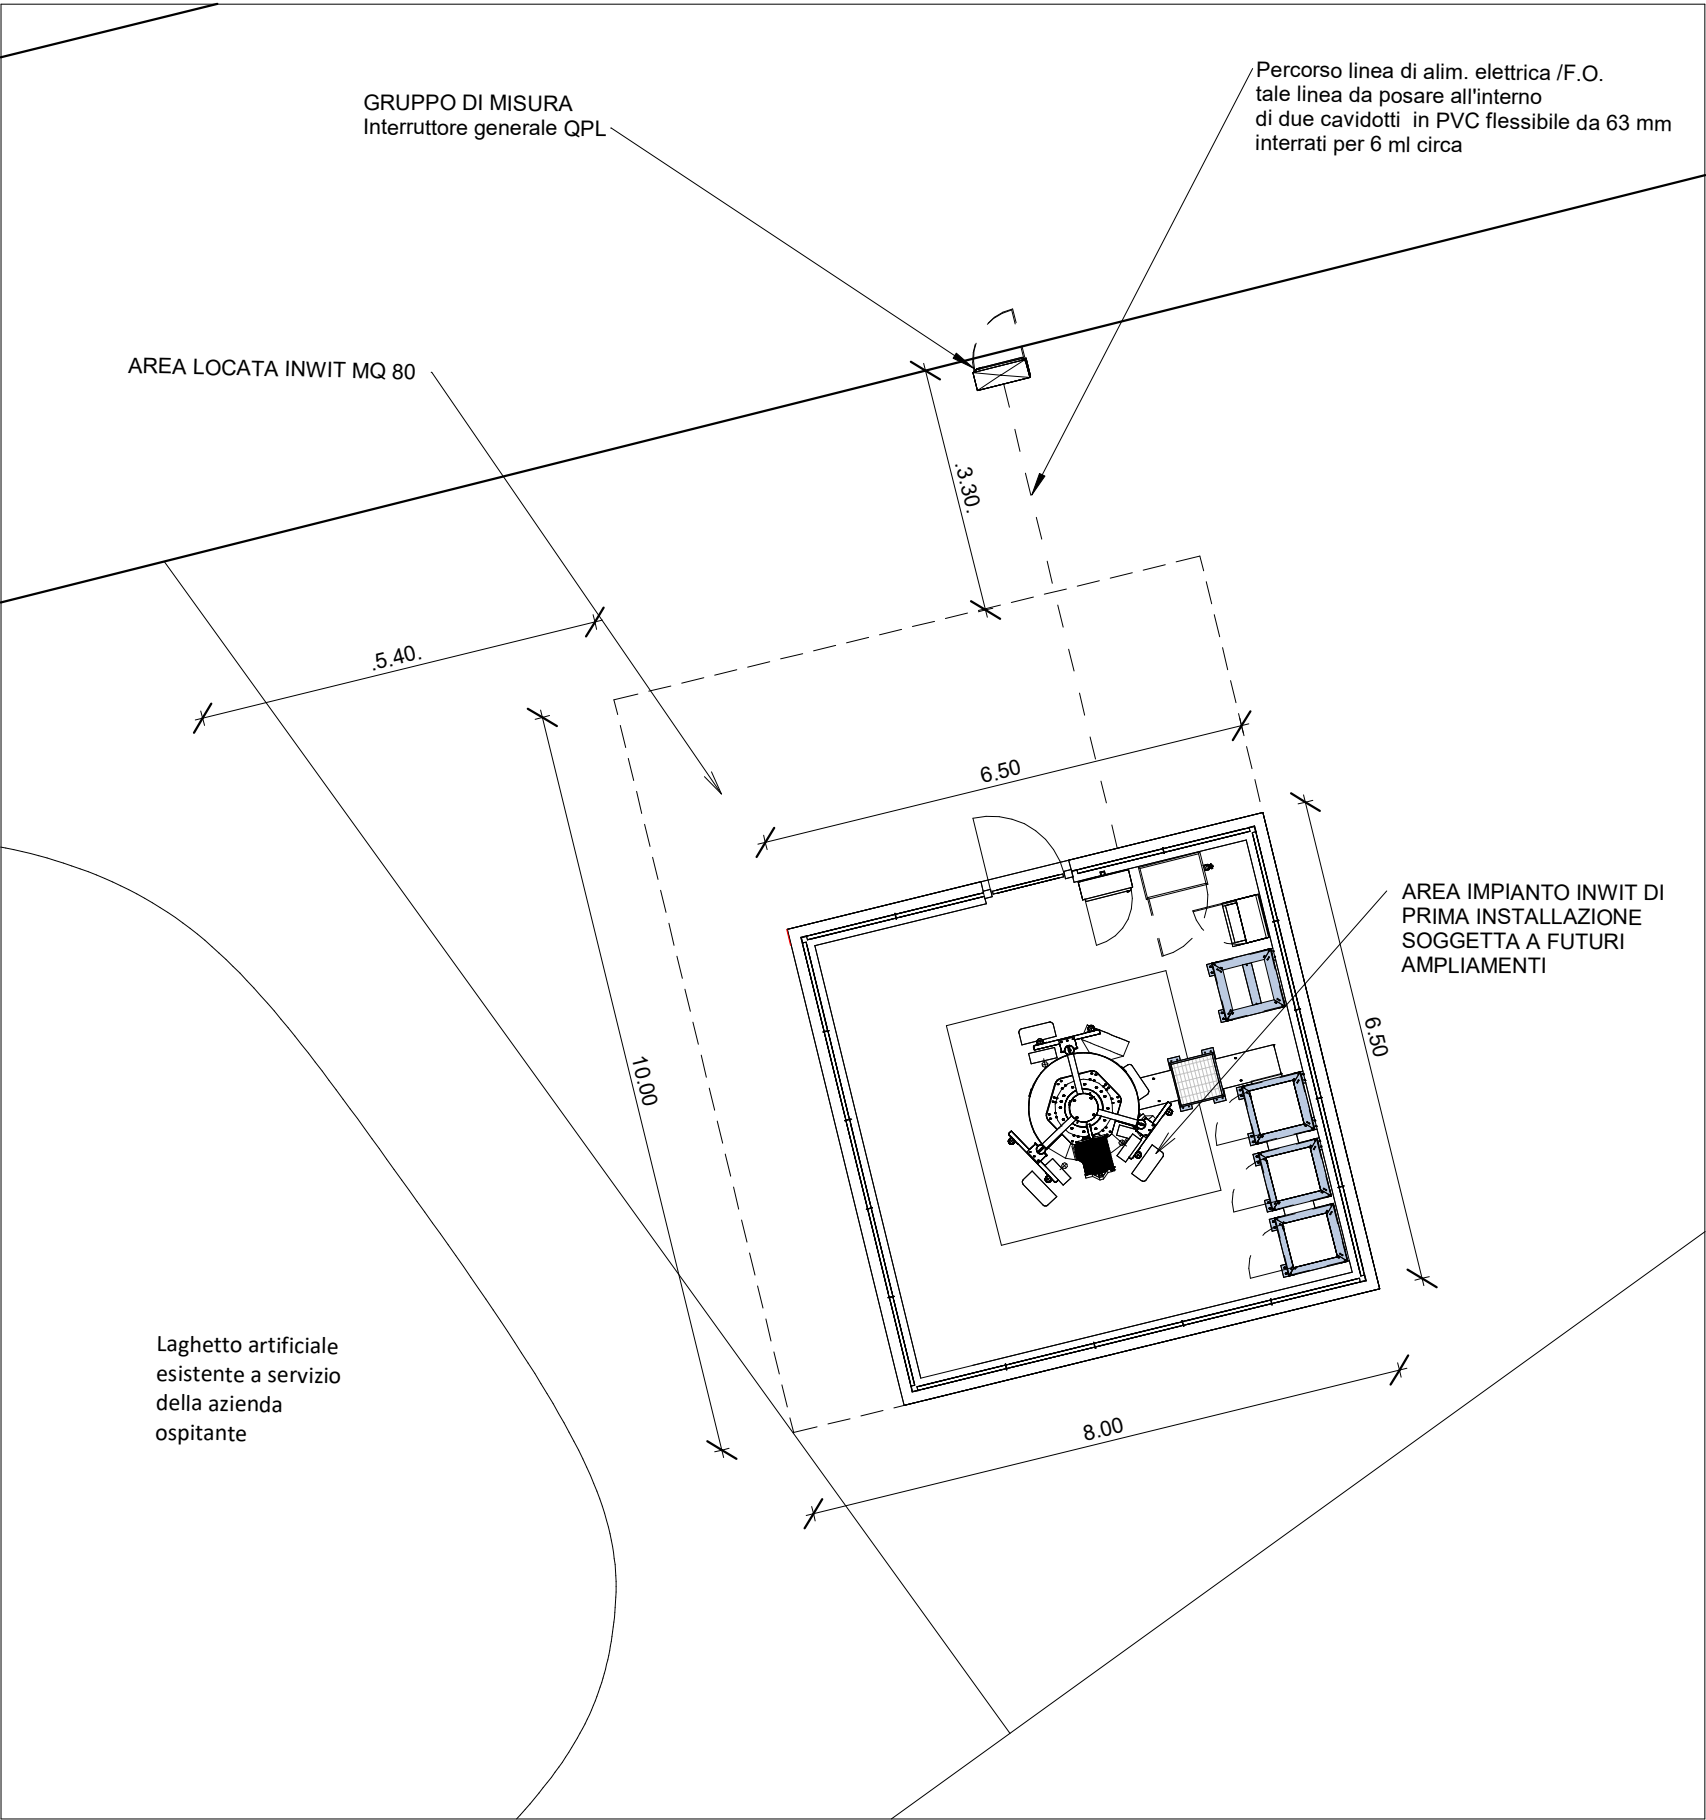 GRUPPO DI MISURA
Interruttore generale QPL
Percorso linea di alim. elettrica /F.O.
tale linea da posare all'interno
di due cavidotti in PVC flessibile da 63 mm
interrati per 6 ml circa
AREA LOCATA INWIT MQ 80
.3.30.
.5.40.
6.50
AREA IMPIANTO INWIT DI
PRIMA INSTALLAZIONE
SOGGETTA A FUTURI
AMPLIAMENTI
6.50
10.00
Laghetto artificiale
esistente a servizio
della azienda
ospitante
8.00